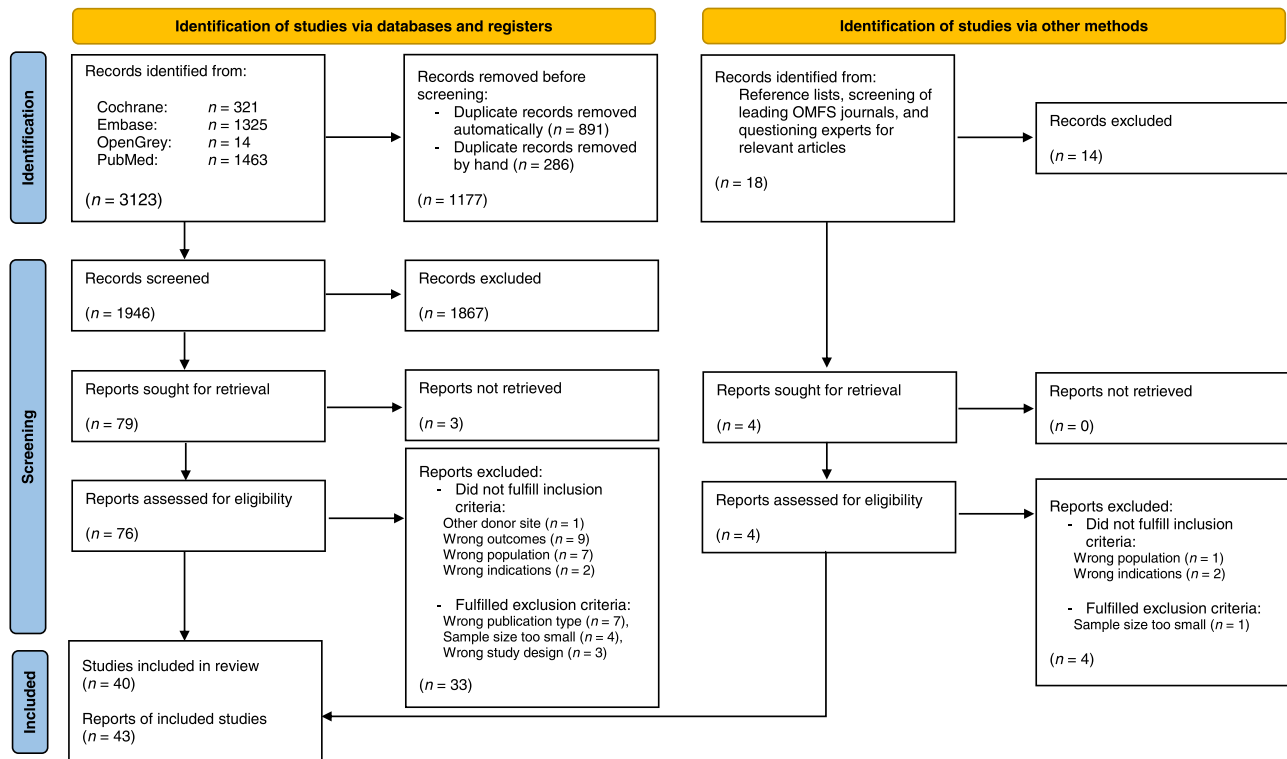 Identification of studies via databases and registers
Identification of studies via other methods
Identification
Records identified from:
Cochrane: n = 321
Embase: n = 1325
OpenGrey: n = 14
PubMed: n = 1463
(n = 3123)
Records removed before
screening:
- Duplicate records removed
automatically (n = 891)
- Duplicate records removed
by hand (n = 286)
(n = 1177)
Records identified from:
Reference lists, screening of
leading OMFS journals, and
questioning experts for
relevant articles
(n = 18)
Records excluded
(n = 14)
Screening
Records screened
(n = 1946)
Records excluded
(n = 1867)
Reports sought for retrieval
(n = 79)
Reports not retrieved
(n = 3)
Reports sought for retrieval
(n = 4)
Reports not retrieved
(n = 0)
Reports assessed for eligibility
(n = 76)
Reports excluded:
- Did not fulfill inclusion
criteria:
Other donor site (n = 1)
Wrong outcomes (n = 9)
Wrong population (n = 7)
Wrong indications (n = 2)
- Fulfilled exclusion criteria:
Wrong publication type (n = 7),
Sample size too small (n = 4),
Wrong study design (n = 3)
(n = 33)
Reports assessed for eligibility
(n = 4)
Reports excluded:
- Did not fulfill inclusion
criteria:
Wrong population (n = 1)
Wrong indications (n = 2)
- Fulfilled exclusion criteria:
Sample size too small (n = 1)
(n = 4)
Included
Studies included in review
(n = 40)
Reports of included studies
(n = 43)